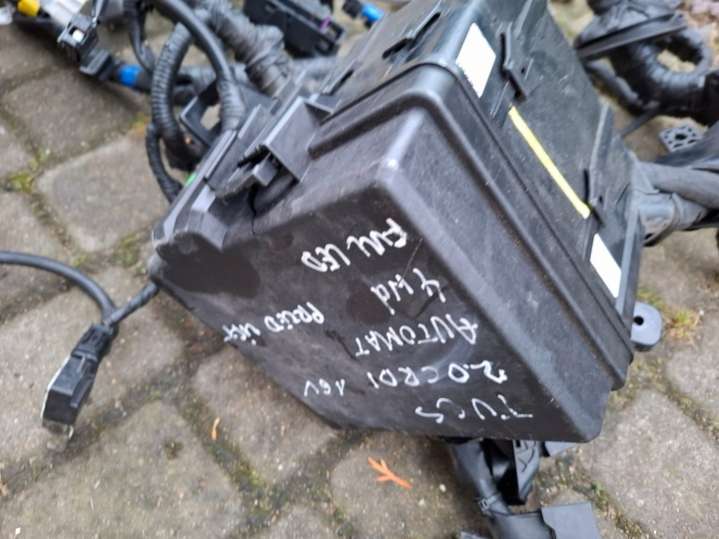 TUCS
2.0 CRDI 16V
AUTOMAT
4wd
FULL LED